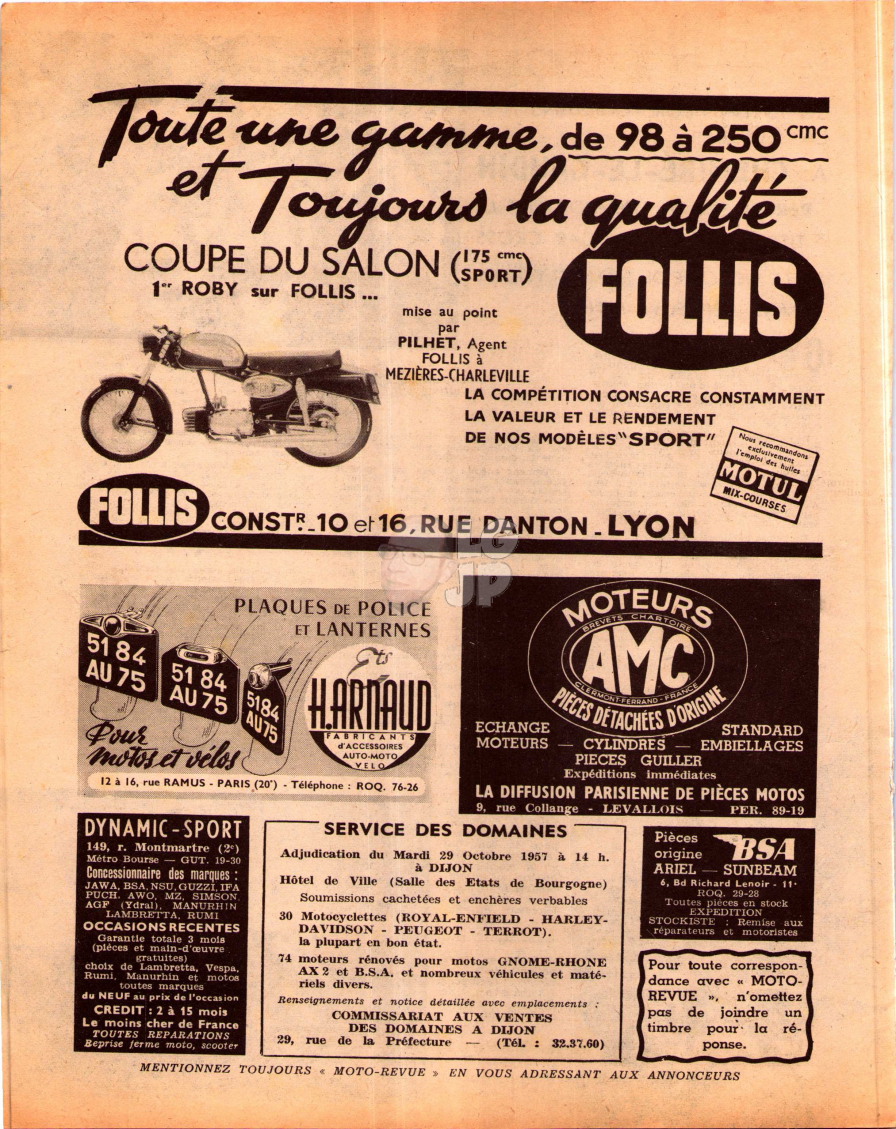 Toute une gamme, de 98 à 250 cmc
et Toujours la qualité
COUPE DU SALON (175 cmc SPORT)
1er ROBY sur FOLLIS ...
FOLLIS
mise au point
par
PILHET, Agent
FOLLIS à
MEZIÈRES-CHARLEVILLE
LA COMPÉTITION CONSACRE CONSTAMMENT
LA VALEUR ET LE RENDEMENT
DE NOS MODÈLES "SPORT"
Nous recommandons
exclusivement
l'emploi des huiles
MOTUL
MIX-COURSES
FOLLIS CONSTR. - 10 et 16, RUE DANTON - LYON
LG
JP
PLAQUES DE POLICE
ET LANTERNES
5184
AU 75
5184
AU 75
5184
AU 75
Ets
H. ARNAUD
FABRICANTS
d'ACCESSOIRES
AUTO-MOTO
VELO
Pour
motos et vélos
12 à 16, rue RAMUS - PARIS (20e) - Téléphone : ROQ. 76-26
MOTEURS
BREVETS CHARTOIRE
AMC
CLERMONT-FERRAND-FRANCE
PIÈCES DÉTACHÉES D'ORIGINE
ECHANGE STANDARD
MOTEURS — CYLINDRES — EMBIELLAGES
PIECES GUILLER
Expéditions immédiates
LA DIFFUSION PARISIENNE DE PIÈCES MOTOS
9, rue Collange - LEVALLOIS — PER. 89-19
DYNAMIC-SPORT
149, r. Montmartre (2e)
Métro Bourse — GUT. 19-30
Concessionnaire des marques :
JAWA, BSA, NSU, GUZZI, IFA
PUCH, AWO, MZ, SIMSON,
AGF (Ydral), MANURHIN
LAMBRETTA, RUMI
OCCASIONS RECENTES
Garantie totale 3 mois
(pièces et main-d'œuvre
gratuites)
choix de Lambretta, Vespa,
Rumi, Manurhin et motos
toutes marques
du NEUF au prix de l'occasion
CREDIT : 2 à 15 mois
Le moins cher de France
TOUTES REPARATIONS
Reprise ferme moto, scooter
SERVICE DES DOMAINES
Adjudication du Mardi 29 Octobre 1957 à 14 h.
à DIJON
Hôtel de Ville (Salle des Etats de Bourgogne)
Soumissions cachetées et enchères verbables
30 Motocyclettes (ROYAL-ENFIELD - HARLEY-
DAVIDSON - PEUGEOT - TERROT).
la plupart en bon état.
74 moteurs rénovés pour motos GNOME-RHONE
AX 2 et B.S.A. et nombreux véhicules et maté-
riels divers.
Renseignements et notice détaillée avec emplacements :
COMMISSARIAT AUX VENTES
DES DOMAINES A DIJON
29, rue de la Préfecture — (Tél. : 32.37.60)
Pièces
origine BSA
ARIEL — SUNBEAM
6, Bd Richard Lenoir - 11e
ROQ. 29-28
Toutes pièces en stock
EXPEDITION
STOCKISTE : Remise aux
réparateurs et motoristes
Pour toute correspon-
dance avec « MOTO-
REVUE », n'omettez
pas de joindre un
timbre pour la ré-
ponse.
MENTIONNEZ TOUJOURS « MOTO-REVUE » EN VOUS ADRESSANT AUX ANNONCEURS